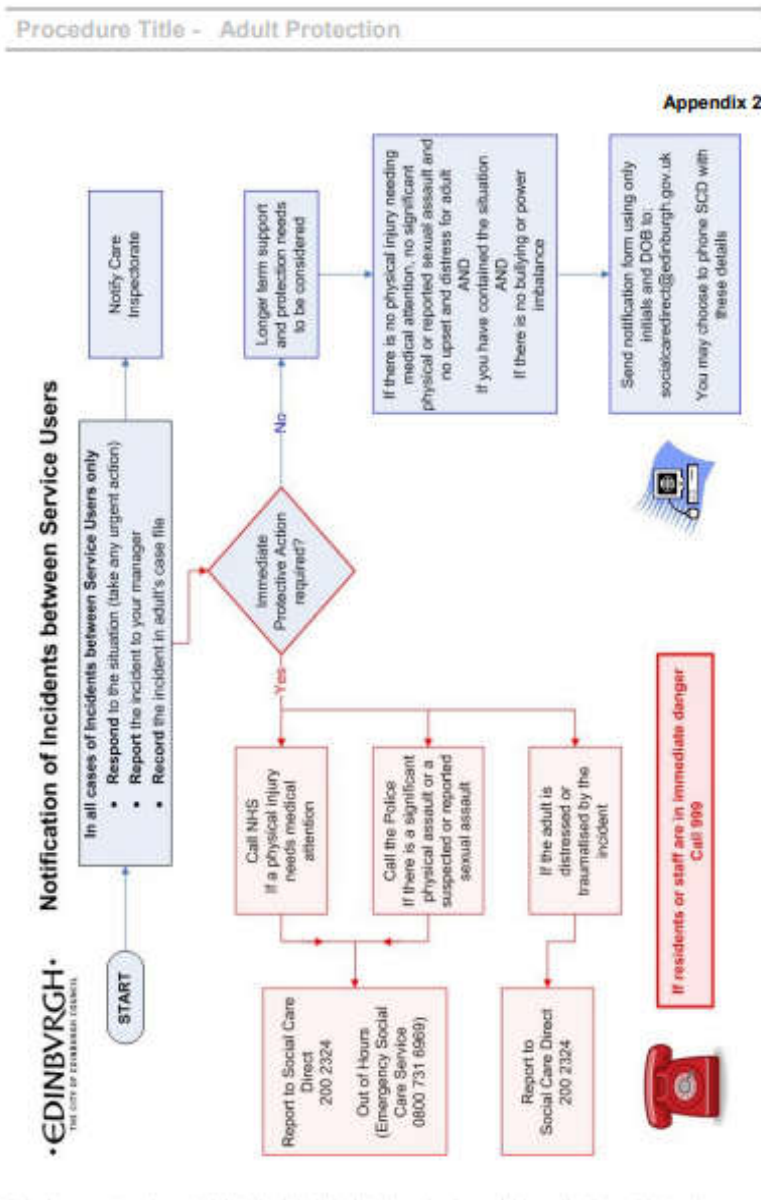 Procedure Title - Adult Protection
Appendix 2
·EDINBVRGH·
THE CITY OF EDINBURGH COUNCIL
Notification of Incidents between Service Users
START
In all cases of Incidents between Service Users only
• Respond to the situation (take any urgent action)
• Report the incident to your manager
• Record the incident in adult's case file
Notify Care
Inspectorate
Immediate
Protective Action
required?
Yes
No
Call NHS
If a physical injury
needs medical
attention
Call the Police
If there is a significant
physical assault or a
suspected or reported
sexual assault
If the adult is
distressed or
traumatised by the
incident
Report to Social Care
Direct
200 2324
Out of Hours
(Emergency Social
Care Service
0800 731 6969)
Report to
Social Care Direct
200 2324
Longer term support
and protection needs
to be considered
If there is no physical injury needing
medical attention, no significant
physical or reported sexual assault and
no upset and distress for adult
AND
If you have contained the situation
AND
If there is no bullying or power
imbalance
Send notification form using only
initials and DOB to:
socialcaredirect@edinburgh.gov.uk
You may choose to phone SCD with
these details
If residents or staff are in immediate danger
Call 999